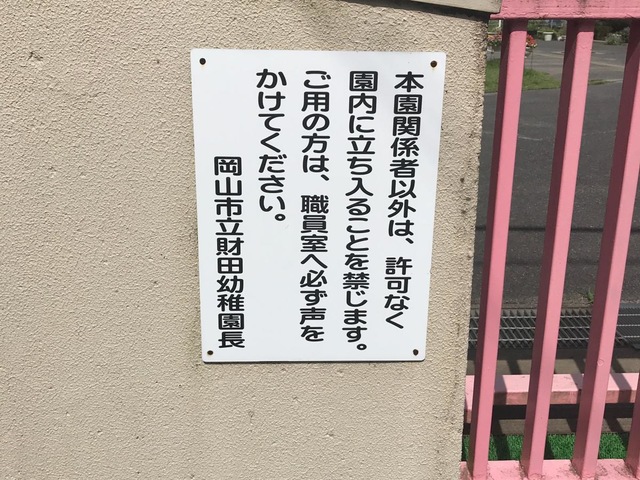 本園関係者以外は、許可なく
園内に立ち入ることを禁じます。
ご用の方は、職員室へ必ず声を
かけてください。
岡山市立財田幼稚園長